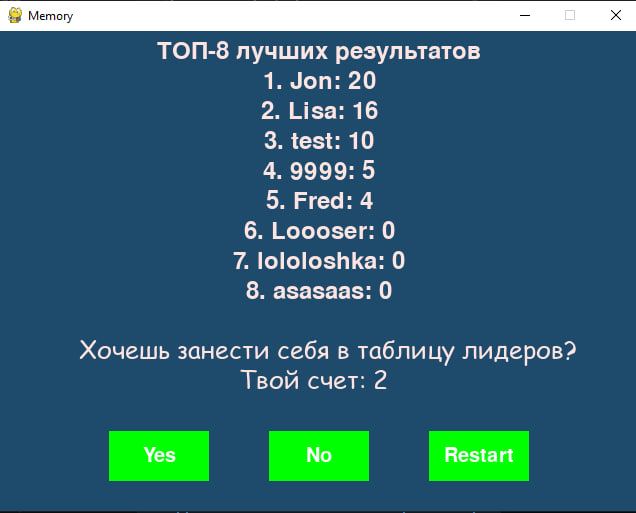 Memory
ТОП-8 лучших результатов
1. Jon: 20
2. Lisa: 16
3. test: 10
4. 9999: 5
5. Fred: 4
6. Loooser: 0
7. lololoshka: 0
8. asasaas: 0
Хочешь занести себя в таблицу лидеров?
Твой счет: 2
Yes No Restart